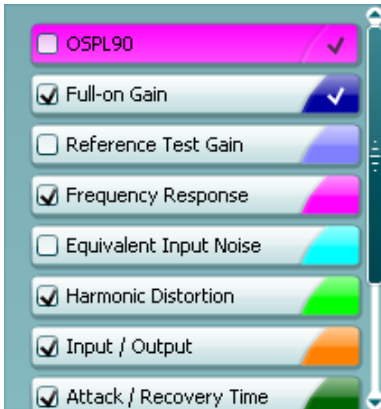 OSPL90
Full-on Gain
Reference Test Gain
Frequency Response
Equivalent Input Noise
Harmonic Distortion
Input / Output
Attack / Recovery Time